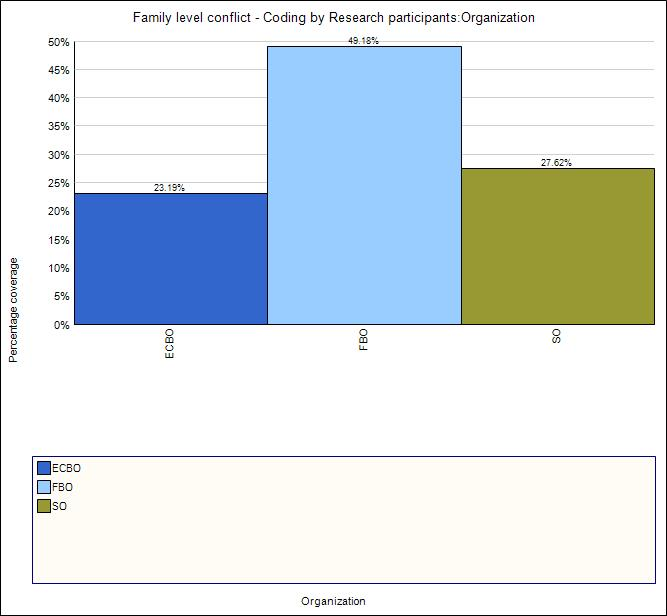 Family level conflict - Coding by Research participants:Organization
50%
45%
40%
35%
30%
25%
20%
15%
10%
5%
0%
Percentage coverage
23.19%
49.18%
27.62%
ECBO
FBO
SO
ECBO
FBO
SO
Organization